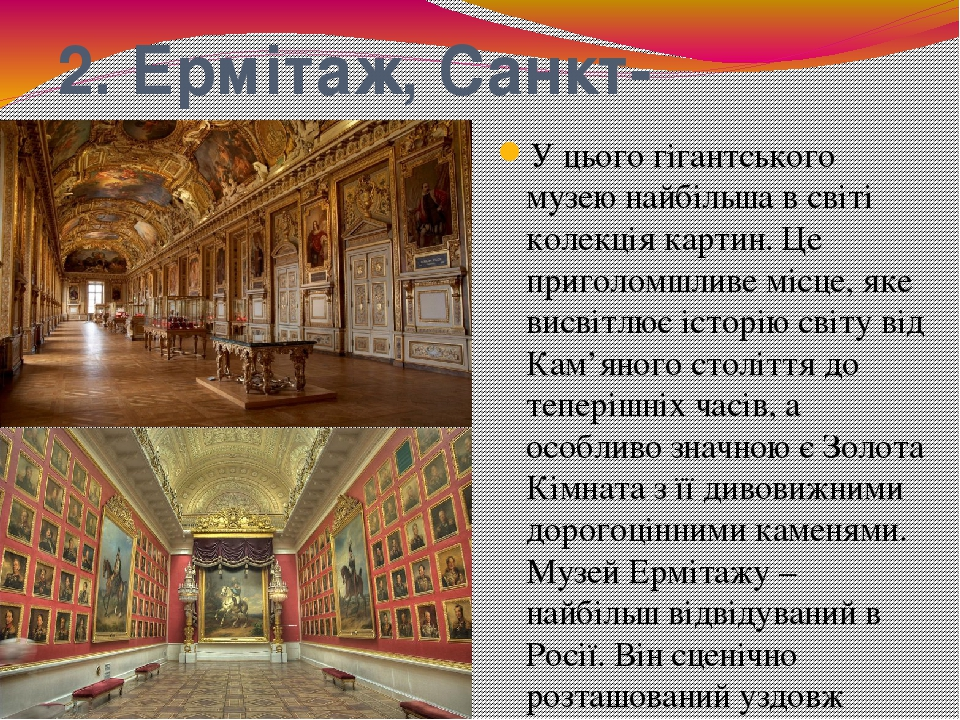 2. Ермітаж, Санкт-
У цього гігантського
музею найбільша в світі
колекція картин. Це
приголомшливе місце, яке
висвітлює історію світу від
Кам’яного століття до
теперішніх часів, а
особливо значною є Золота
Кімната з її дивовижними
дорогоцінними каменями.
Музей Ермітажу –
найбільш відвідуваний в
Росії. Він сценічно
розташований уздовж